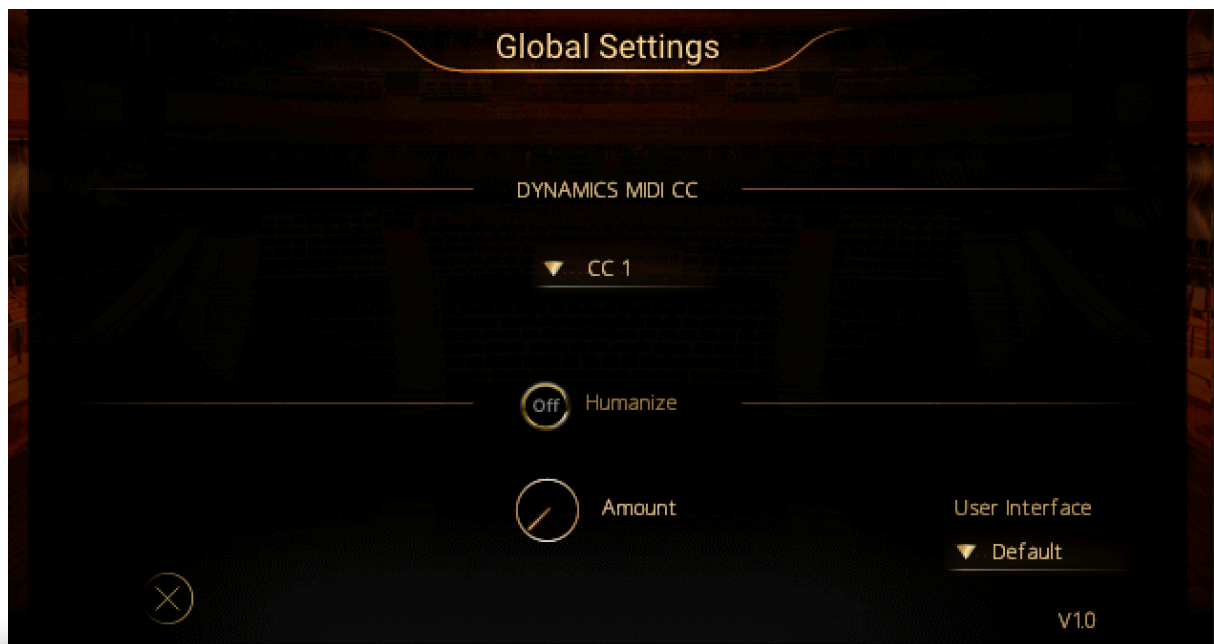 Global Settings
DYNAMICS MIDI CC
CC 1
Off Humanize
Amount
User Interface
Default
V1.0